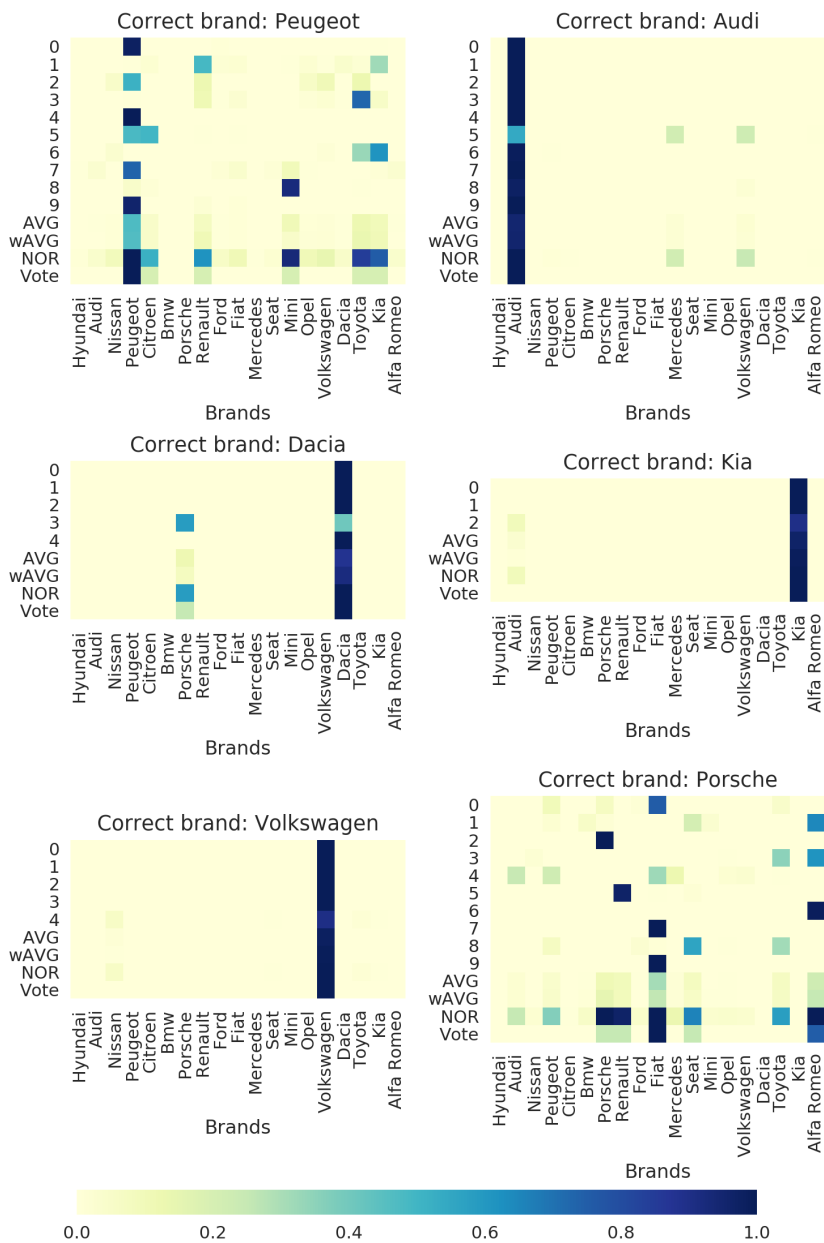 Correct brand: Peugeot
0
1
2
3
4
5
6
7
8
9
AVG
wAVG
NOR
Vote
Hyundai
Audi
Nissan
Peugeot
Citroen
Bmw
Porsche
Renault
Ford
Fiat
Mercedes
Seat
Mini
Opel
Volkswagen
Dacia
Toyota
Kia
Alfa Romeo
Brands
Correct brand: Audi
0
1
2
3
4
5
6
7
8
9
AVG
wAVG
NOR
Vote
Hyundai
Audi
Nissan
Peugeot
Citroen
Bmw
Porsche
Renault
Ford
Fiat
Mercedes
Seat
Mini
Opel
Volkswagen
Dacia
Toyota
Kia
Alfa Romeo
Brands
Correct brand: Dacia
0
1
2
3
4
AVG
wAVG
NOR
Vote
Hyundai
Audi
Nissan
Peugeot
Citroen
Bmw
Porsche
Renault
Ford
Fiat
Mercedes
Seat
Mini
Opel
Volkswagen
Dacia
Toyota
Kia
Alfa Romeo
Brands
Correct brand: Kia
0
1
2
AVG
wAVG
NOR
Vote
Hyundai
Audi
Nissan
Peugeot
Citroen
Bmw
Porsche
Renault
Ford
Fiat
Mercedes
Seat
Mini
Opel
Volkswagen
Dacia
Toyota
Kia
Alfa Romeo
Brands
Correct brand: Volkswagen
0
1
2
3
4
AVG
wAVG
NOR
Vote
Hyundai
Audi
Nissan
Peugeot
Citroen
Bmw
Porsche
Renault
Ford
Fiat
Mercedes
Seat
Mini
Opel
Volkswagen
Dacia
Toyota
Kia
Alfa Romeo
Brands
Correct brand: Porsche
0
1
2
3
4
5
6
7
8
9
AVG
wAVG
NOR
Vote
Hyundai
Audi
Nissan
Peugeot
Citroen
Bmw
Porsche
Renault
Ford
Fiat
Mercedes
Seat
Mini
Opel
Volkswagen
Dacia
Toyota
Kia
Alfa Romeo
Brands
0.0 0.2 0.4 0.6 0.8 1.0